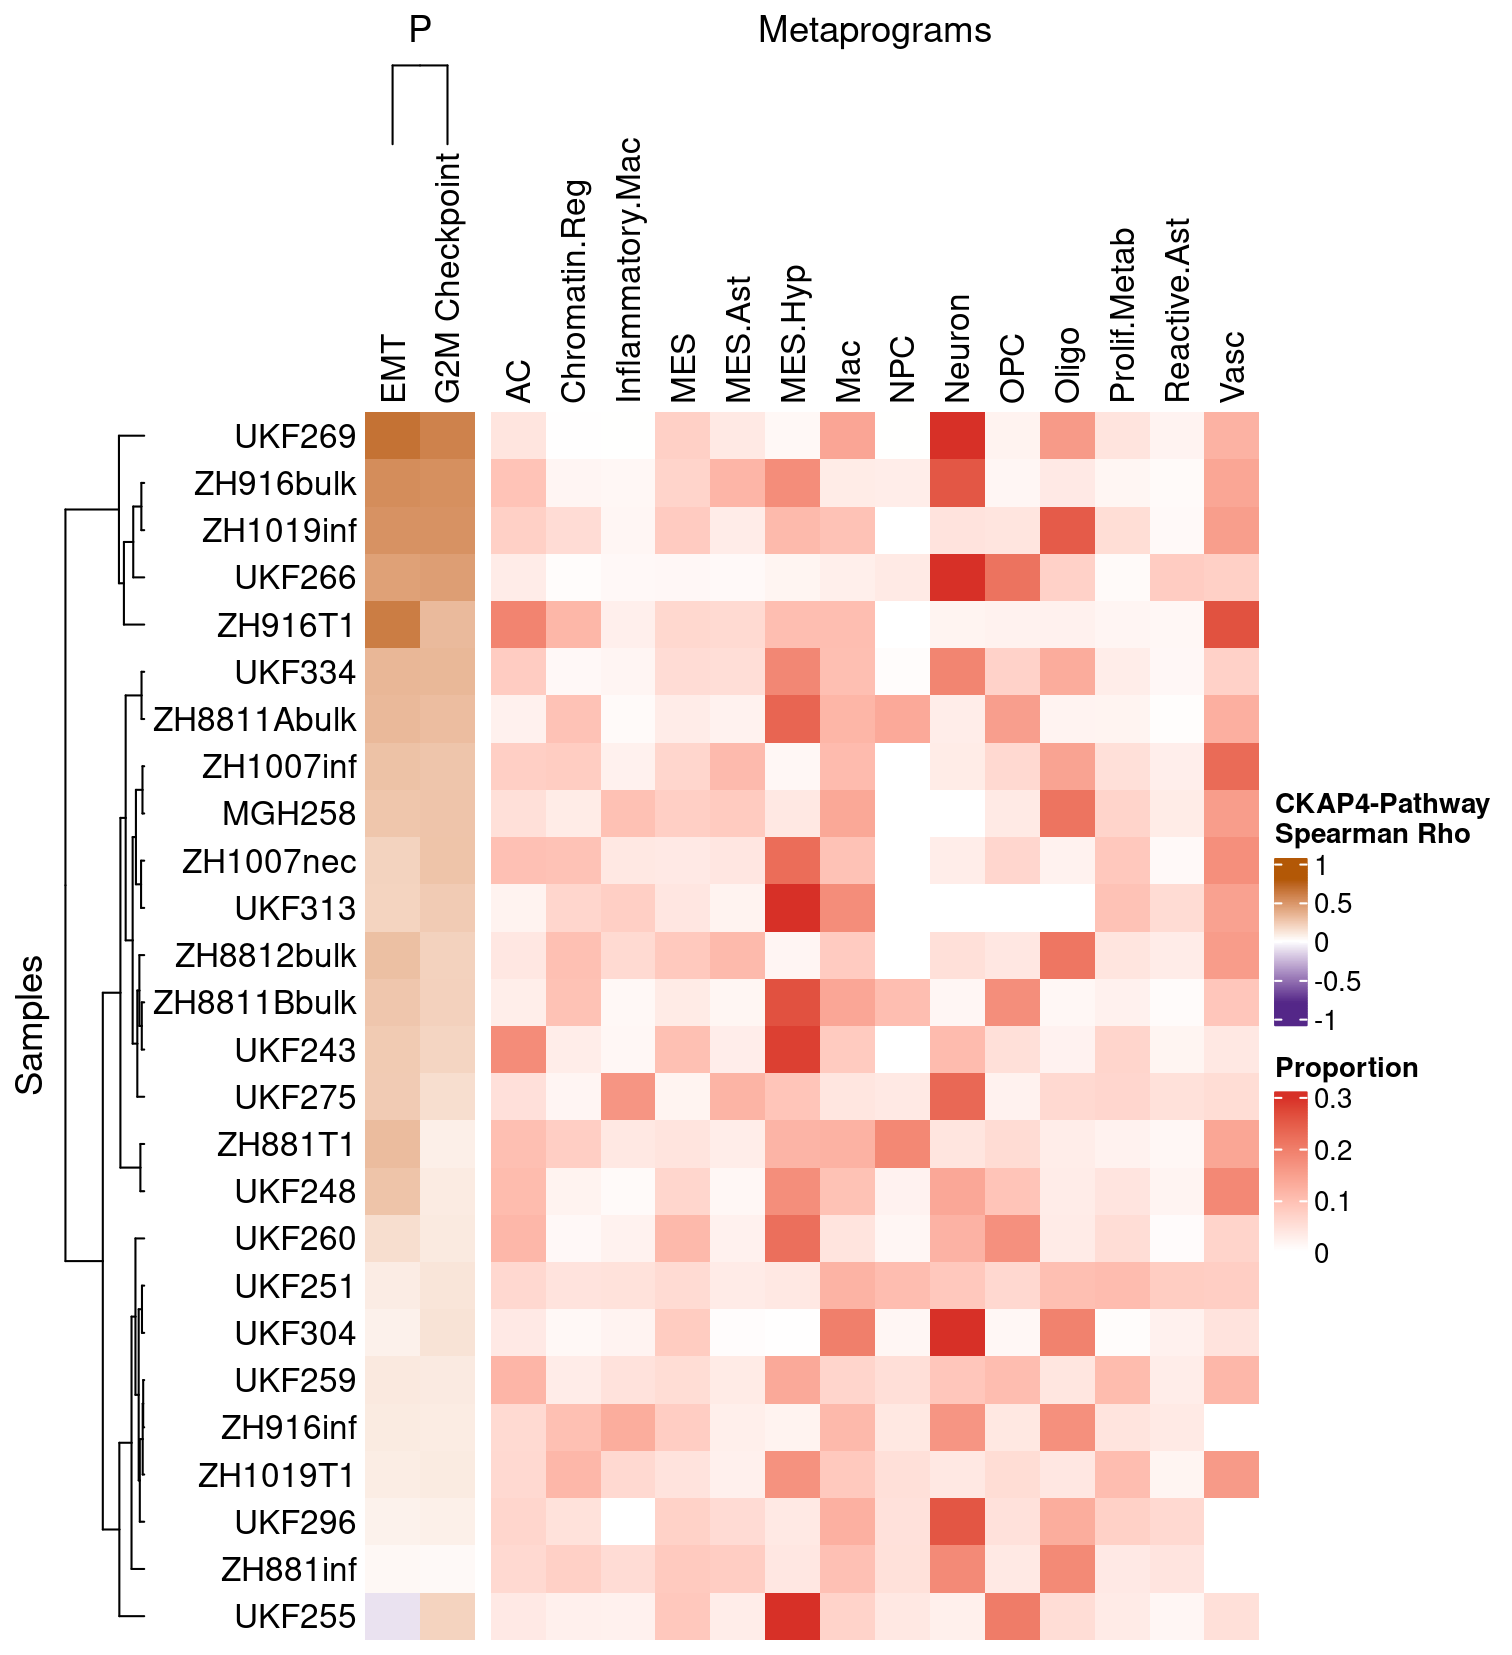 P
Metaprograms
EMT
G2M Checkpoint
AC
Chromatin.Reg
Inflammatory.Mac
MES
MES.Ast
MES.Hyp
Mac
NPC
Neuron
OPC
Oligo
Prolif.Metab
Reactive.Ast
Vasc
Samples
UKF269
ZH916bulk
ZH1019inf
UKF266
ZH916T1
UKF334
ZH8811Abulk
ZH1007inf
MGH258
ZH1007nec
UKF313
ZH8812bulk
ZH8811Bbulk
UKF243
UKF275
ZH881T1
UKF248
UKF260
UKF251
UKF304
UKF259
ZH916inf
ZH1019T1
UKF296
ZH881inf
UKF255
CKAP4-Pathway
Spearman Rho
1
0.5
0
-0.5
-1
Proportion
0.3
0.2
0.1
0